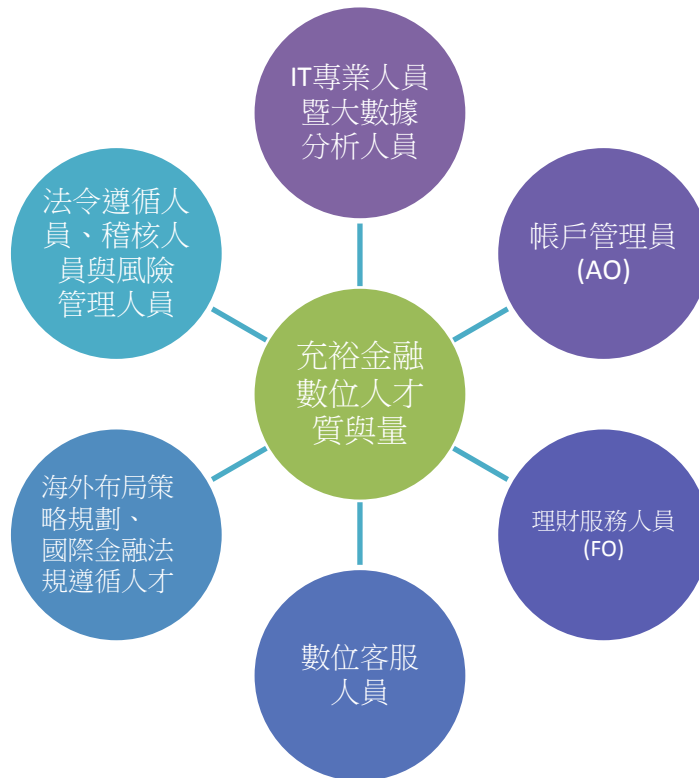 IT專業人員
暨大數據
分析人員
帳戶管理員
(AO)
理財服務人員
(FO)
數位客服
人員
海外布局策
略規劃、
國際金融法
規遵循人才
法令遵循人
員、稽核人
員與風險
管理人員
充裕金融
數位人才
質與量